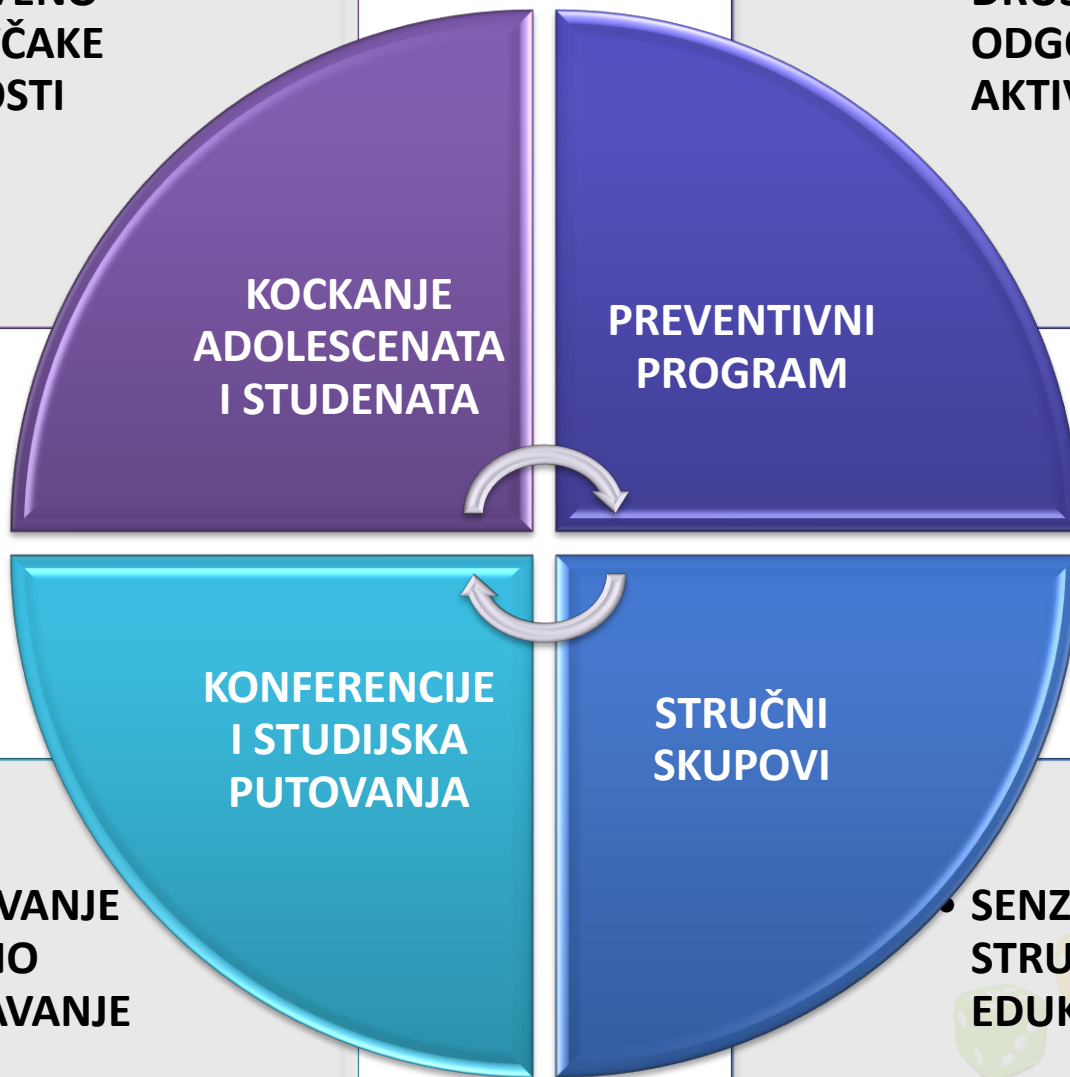 ČAKE
OSTI
ODGO
AKTIV
KOCKANJE
ADOLESCENATA
I STUDENATA
PREVENTIVNI
PROGRAM
KONFERENCIJE
I STUDIJSKA
PUTOVANJA
STRUČNI
SKUPOVI
VANJE
AVANJE
• SENZ
STRU
EDUK